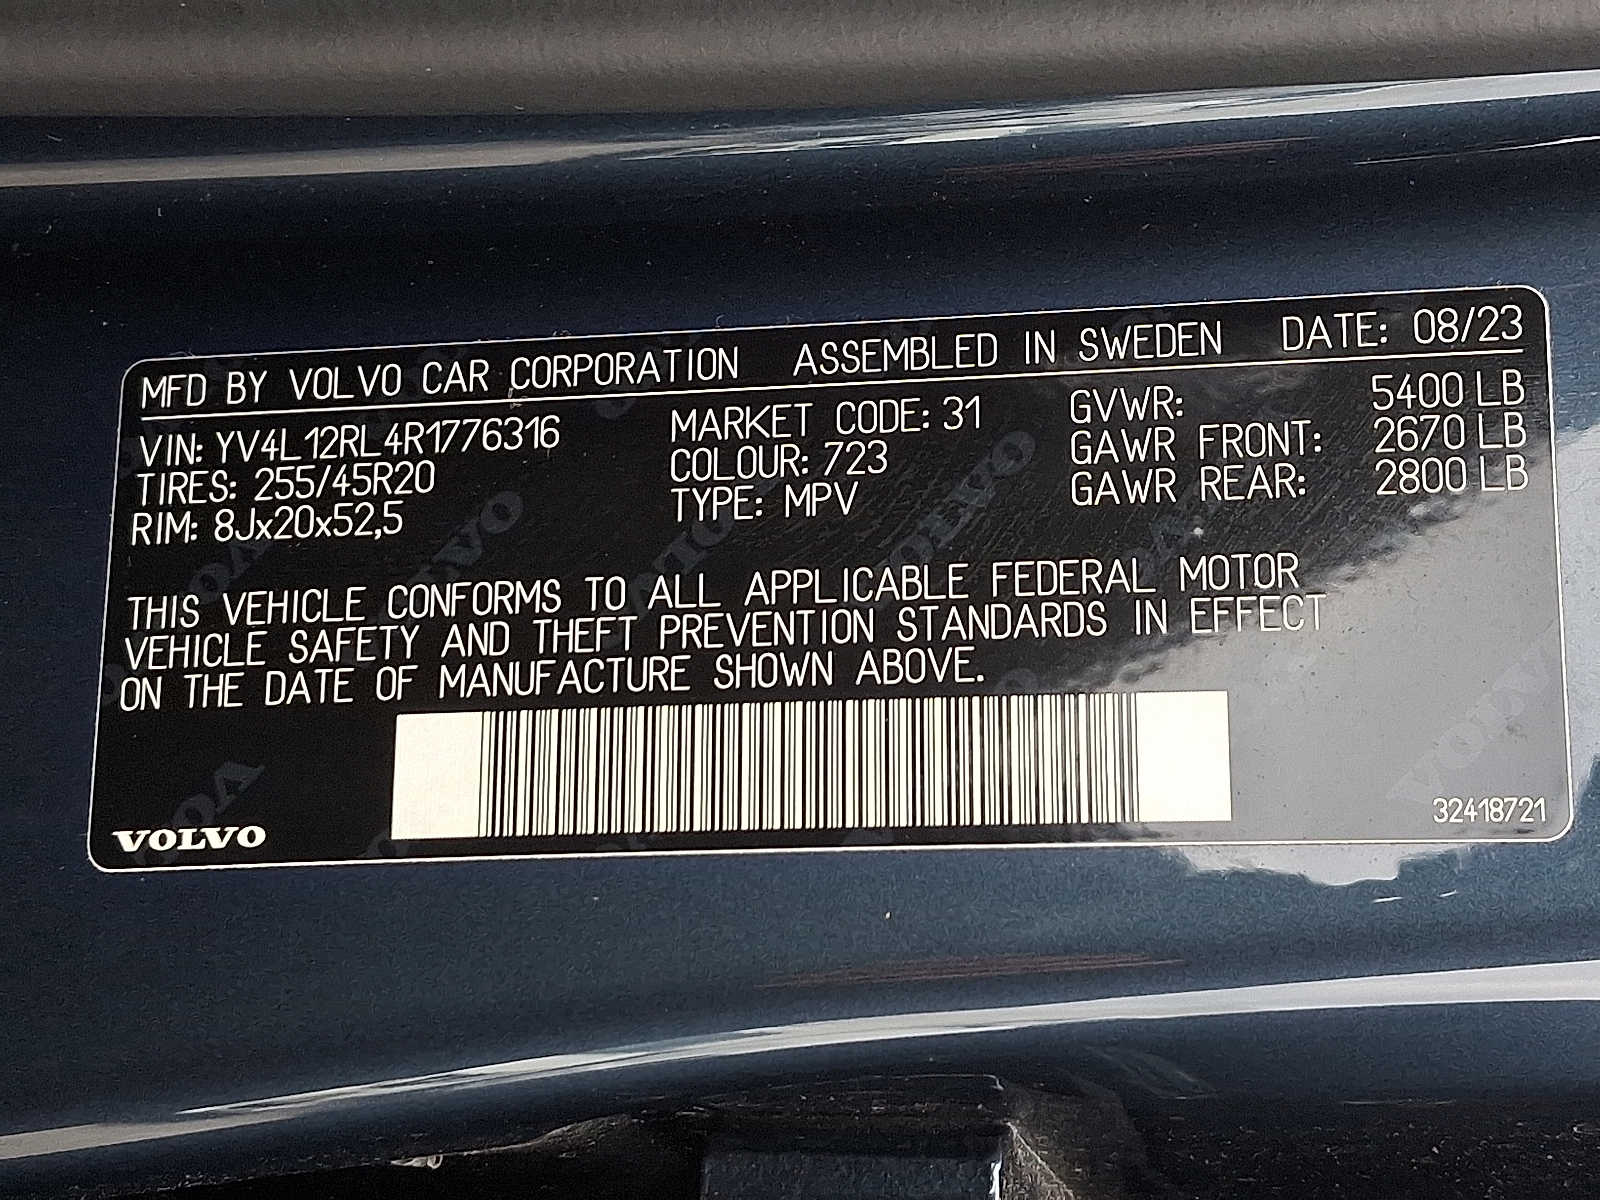 MFD BY VOLVO CAR CORPORATION ASSEMBLED IN SWEDEN DATE: 08/23
VIN: YV4L12RL4R1776316 MARKET CODE: 31 GVWR: 5400 LB
TIRES: 255/45R20 COLOUR: 723 GAWR FRONT: 2670 LB
RIM: 8Jx20x52,5 TYPE: MPV GAWR REAR: 2800 LB
THIS VEHICLE CONFORMS TO ALL APPLICABLE FEDERAL MOTOR
VEHICLE SAFETY AND THEFT PREVENTION STANDARDS IN EFFECT
ON THE DATE OF MANUFACTURE SHOWN ABOVE.
VOLVO 32418721